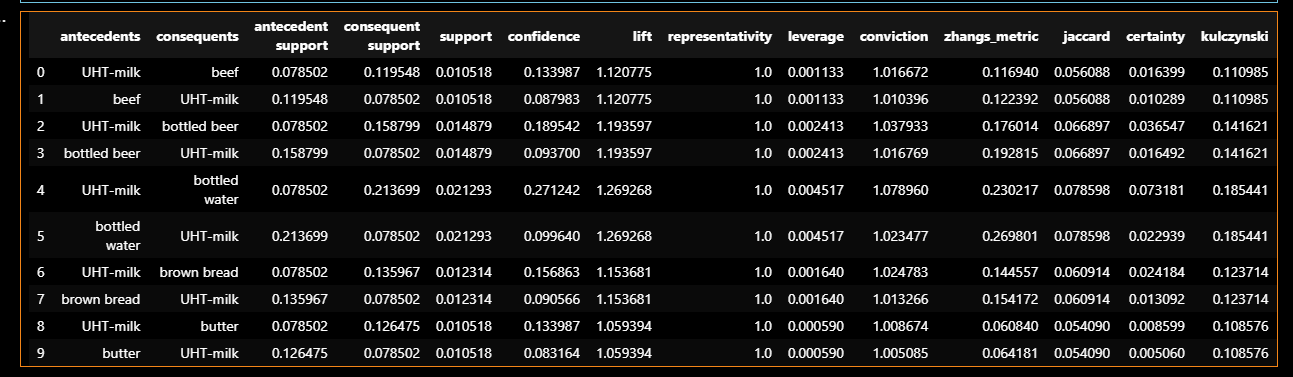 antecedents consequents antecedent support consequent support support confidence lift representativity leverage conviction zhangs_metric jaccard certainty kulczynski
0 UHT-milk beef 0.078502 0.119548 0.010518 0.133987 1.120775 1.0 0.001133 1.016672 0.116940 0.056088 0.016399 0.110985
1 beef UHT-milk 0.119548 0.078502 0.010518 0.087983 1.120775 1.0 0.001133 1.010396 0.122392 0.056088 0.010289 0.110985
2 UHT-milk bottled beer 0.078502 0.158799 0.014879 0.189542 1.193597 1.0 0.002413 1.037933 0.176014 0.066897 0.036547 0.141621
3 bottled beer UHT-milk 0.158799 0.078502 0.014879 0.093700 1.193597 1.0 0.002413 1.016769 0.192815 0.066897 0.016492 0.141621
4 UHT-milk bottled water 0.078502 0.213699 0.021293 0.271242 1.269268 1.0 0.004517 1.078960 0.230217 0.078598 0.073181 0.185441
5 bottled water UHT-milk 0.213699 0.078502 0.021293 0.099640 1.269268 1.0 0.004517 1.023477 0.269801 0.078598 0.022939 0.185441
6 UHT-milk brown bread 0.078502 0.135967 0.012314 0.156863 1.153681 1.0 0.001640 1.024783 0.144557 0.060914 0.024184 0.123714
7 brown bread UHT-milk 0.135967 0.078502 0.012314 0.090566 1.153681 1.0 0.001640 1.013266 0.154172 0.060914 0.013092 0.123714
8 UHT-milk butter 0.078502 0.126475 0.010518 0.133987 1.059394 1.0 0.000590 1.008674 0.060840 0.054090 0.008599 0.108576
9 butter UHT-milk 0.126475 0.078502 0.010518 0.083164 1.059394 1.0 0.000590 1.005085 0.064181 0.054090 0.005060 0.108576